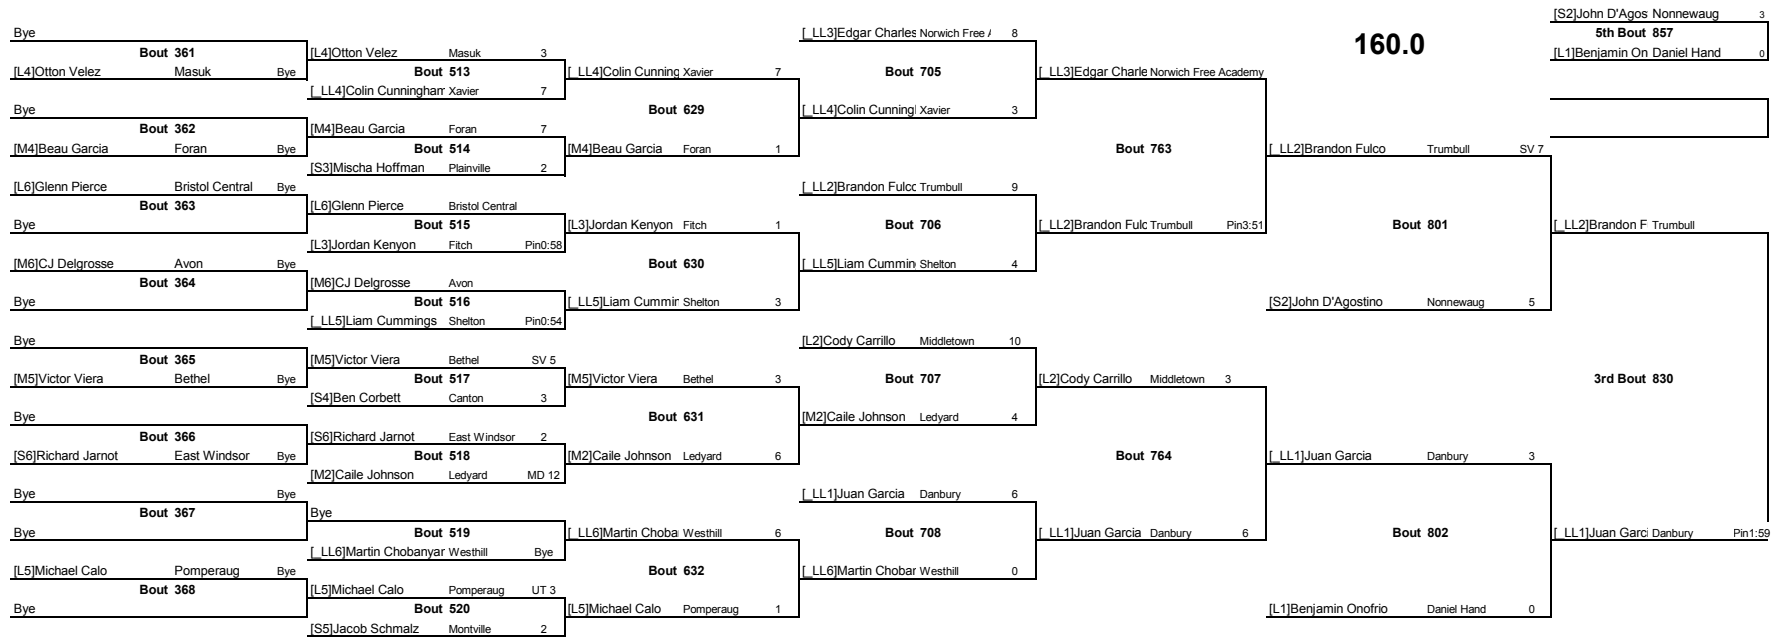 [S2]John D'Agos Nonnewaug 3
5th Bout 857
[L1]Benjamin On Daniel Hand 0
160.0
Bye
Bout 361
[L4]Otton Velez Masuk Bye
Bye
Bout 362
[M4]Beau Garcia Foran Bye
[L6]Glenn Pierce Bristol Central Bye
Bout 363
Bye
[M6]CJ Delgrosse Avon Bye
Bout 364
Bye
Bye
Bout 365
[M5]Victor Viera Bethel Bye
Bye
Bout 366
[S6]Richard Jarnot East Windsor Bye
Bye Bye
Bout 367
Bye
[L5]Michael Calo Pomperaug Bye
Bout 368
Bye
[L4]Otton Velez Masuk 3
Bout 513
[_LL4]Colin Cunningham Xavier 7
[M4]Beau Garcia Foran 7
Bout 514
[S3]Mischa Hoffman Plainville 2
[L6]Glenn Pierce Bristol Central
Bout 515
[L3]Jordan Kenyon Fitch Pin0:58
[M6]CJ Delgrosse Avon
Bout 516
[_LL5]Liam Cummings Shelton Pin0:54
[M5]Victor Viera Bethel SV 5
Bout 517
[S4]Ben Corbett Canton 3
[S6]Richard Jarnot East Windsor 2
Bout 518
[M2]Caile Johnson Ledyard MD 12
Bye
Bout 519
[_LL6]Martin Chobanyar Westhill Bye
[L5]Michael Calo Pomperaug UT 3
Bout 520
[S5]Jacob Schmalz Montville 2
[_LL4]Colin Cunning Xavier 7
Bout 629
[M4]Beau Garcia Foran 1
[L3]Jordan Kenyon Fitch 1
Bout 630
[_LL5]Liam Cummir Shelton 3
[M5]Victor Viera Bethel 3
Bout 631
[M2]Caile Johnson Ledyard 6
[_LL6]Martin Choba Westhill 6
Bout 632
[L5]Michael Calo Pomperaug 1
[_LL3]Edgar Charles Norwich Free A 8
Bout 705
[_LL4]Colin Cunningl Xavier 3
[_LL2]Brandon Fulcc Trumbull 9
Bout 706
[_LL5]Liam Cummin Shelton 4
[L2]Cody Carrillo Middletown 10
Bout 707
[M2]Caile Johnson Ledyard 4
[_LL1]Juan Garcia Danbury 6
Bout 708
[_LL6]Martin Chobar Westhill 0
[_LL3]Edgar Charle Norwich Free Academy
Bout 763
[_LL2]Brandon Fulc Trumbull Pin3:51
[L2]Cody Carrillo Middletown 3
Bout 764
[_LL1]Juan Garcia Danbury 6
[_LL2]Brandon Fulco Trumbull SV 7
Bout 801
[S2]John D'Agostino Nonnewaug 5
[_LL1]Juan Garcia Danbury 3
Bout 802
[L1]Benjamin Onofrio Daniel Hand 0
[_LL2]Brandon F Trumbull
3rd Bout 830
[_LL1]Juan Garci Danbury Pin1:59